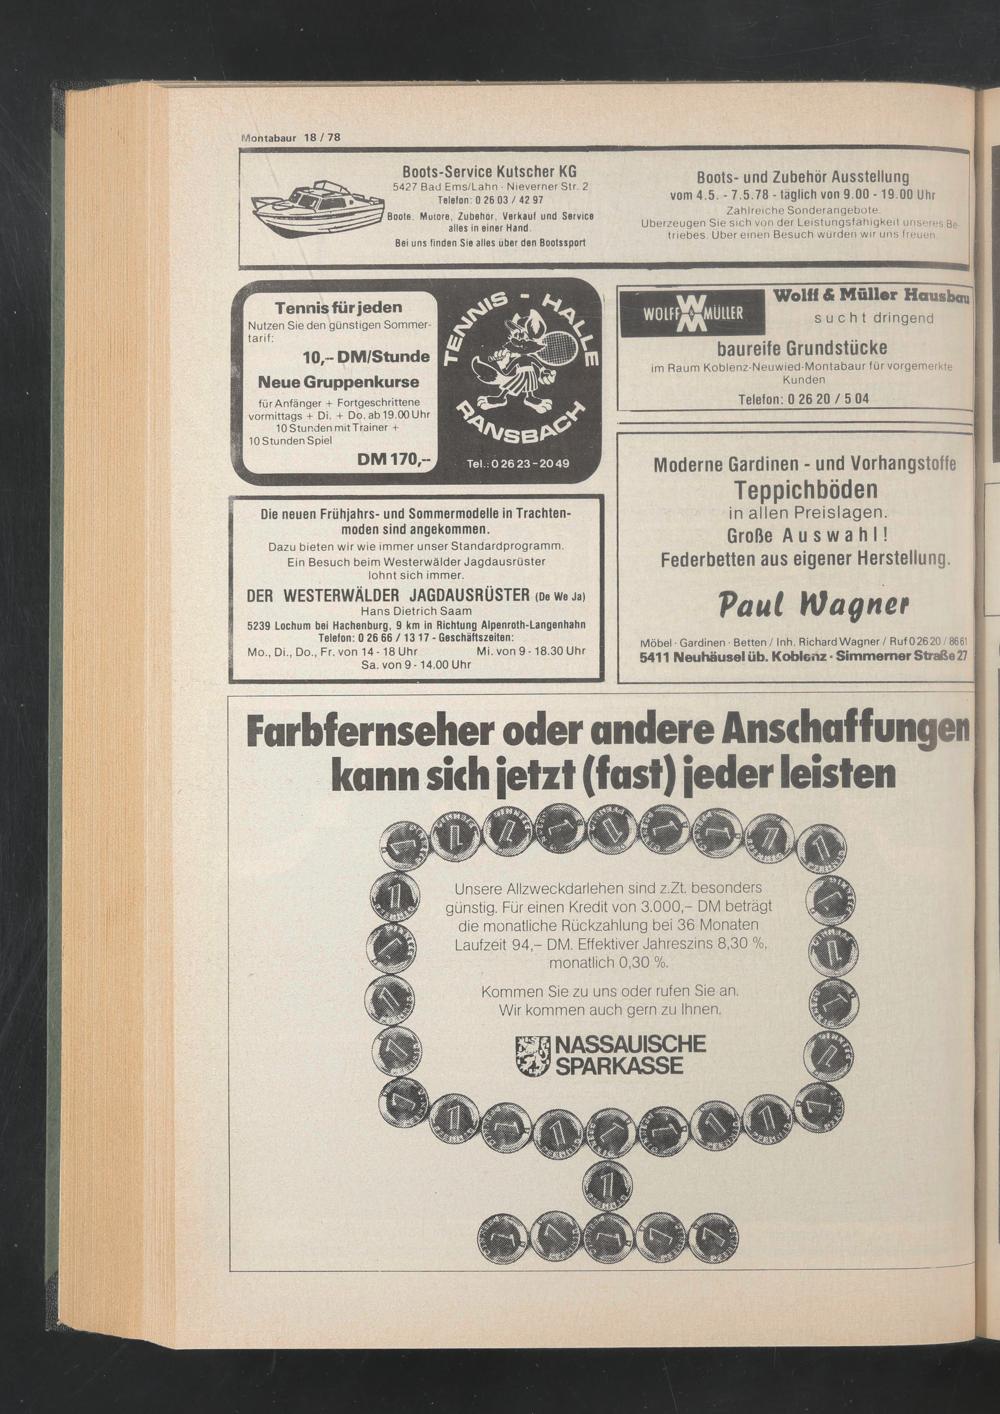 Montabaur 18 / 78
Boots-Service Kutscher KG
5427 Bad Ems/Lahn · Nieverner Str. 2
Telefon: 0 26 03 / 42 97
Boote, Motore, Zubehör, Verkauf und Service
alles in einer Hand.
Bei uns finden Sie alles über den Bootssport
Boots- und Zubehör Ausstellung
vom 4.5. - 7.5.78 - täglich von 9.00 - 19.00 Uhr
Zahlreiche Sonderangebote.
Überzeugen Sie sich von der Leistungsfähigkeit unseres Be-
triebes. Über einen Besuch würden wir uns freuen.
Tennis für jeden
Nutzen Sie den günstigen Sommer-
tarif:
10,-- DM/Stunde
Neue Gruppenkurse
für Anfänger + Fortgeschrittene
vormittags + Di. + Do. ab 19.00 Uhr
10 Stunden mit Trainer +
10 Stunden Spiel
DM 170,--
TENNIS - HALLE
RANSBACH
Tel.: 0 26 23 - 20 49
WOLFF & MÜLLER
Wolff & Müller Hausbau
sucht dringend
baureife Grundstücke
im Raum Koblenz-Neuwied-Montabaur für vorgemerkte
Kunden
Telefon: 0 26 20 / 5 04
Die neuen Frühjahrs- und Sommermodelle in Trachten-
moden sind angekommen.
Dazu bieten wir wie immer unser Standardprogramm.
Ein Besuch beim Westerwälder Jagdausrüster
lohnt sich immer.
DER WESTERWÄLDER JAGDAUSRÜSTER (De We Ja)
Hans Dietrich Saam
5239 Lochum bei Hachenburg, 9 km in Richtung Alpenroth-Langenhahn
Telefon: 0 26 66 / 13 17 - Geschäftszeiten:
Mo., Di., Do., Fr. von 14 - 18 Uhr Mi. von 9 - 18.30 Uhr
Sa. von 9 - 14.00 Uhr
Moderne Gardinen - und Vorhangstoffe
Teppichböden
in allen Preislagen.
Große Auswahl!
Federbetten aus eigener Herstellung.
Paul Wagner
Möbel · Gardinen · Betten / Inh. Richard Wagner / Ruf 0 26 20 / 86 61
5411 Neuhäusel üb. Koblenz · Simmerner Straße 27
Farbfernseher oder andere Anschaffungen
kann sich jetzt (fast) jeder leisten
Unsere Allzweckdarlehen sind z.Zt. besonders
günstig. Für einen Kredit von 3.000,– DM beträgt
die monatliche Rückzahlung bei 36 Monaten
Laufzeit 94,– DM. Effektiver Jahreszins 8,30 %,
monatlich 0,30 %.
Kommen Sie zu uns oder rufen Sie an.
Wir kommen auch gern zu Ihnen.
NASSAUISCHE
SPARKASSE